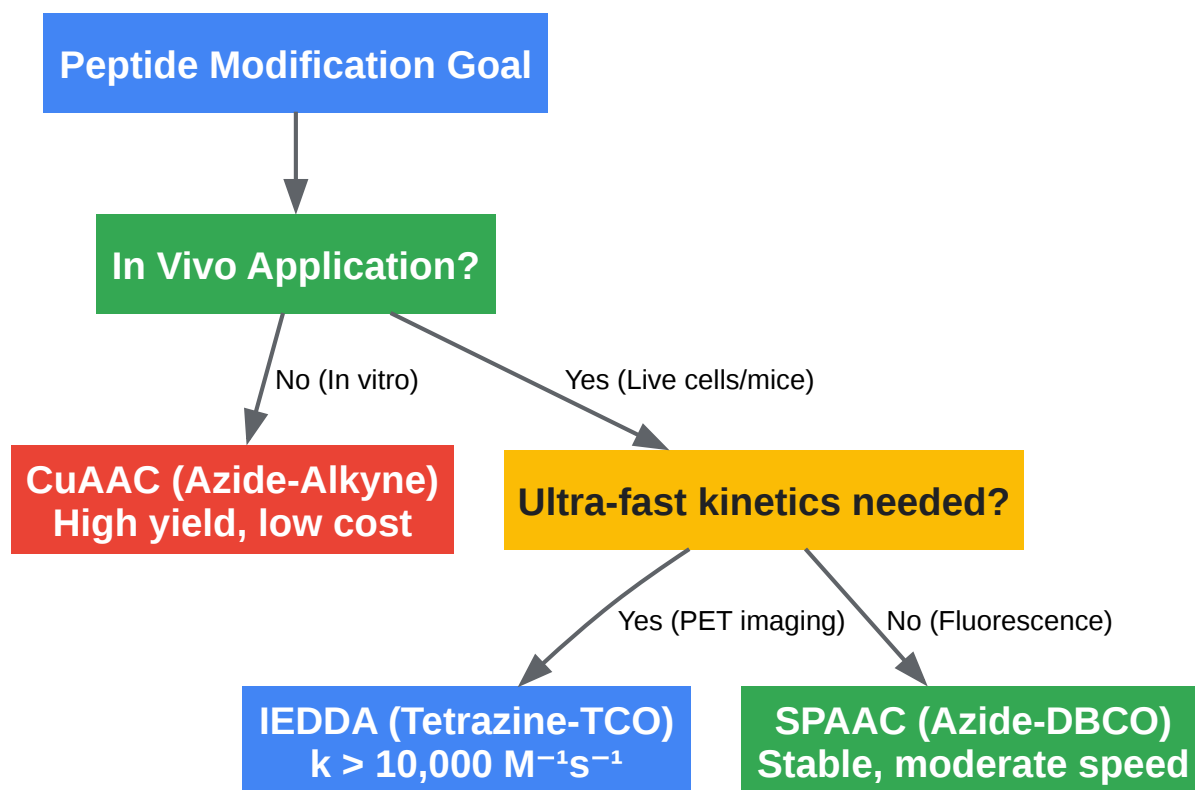 Peptide Modification Goal
In Vivo Application?
No (In vitro)
Yes (Live cells/mice)
CuAAC (Azide-Alkyne)
High yield, low cost
Ultra-fast kinetics needed?
Yes (PET imaging)
No (Fluorescence)
IEDDA (Tetrazine-TCO)
k > 10,000 M⁻¹s⁻¹
SPAAC (Azide-DBCO)
Stable, moderate speed